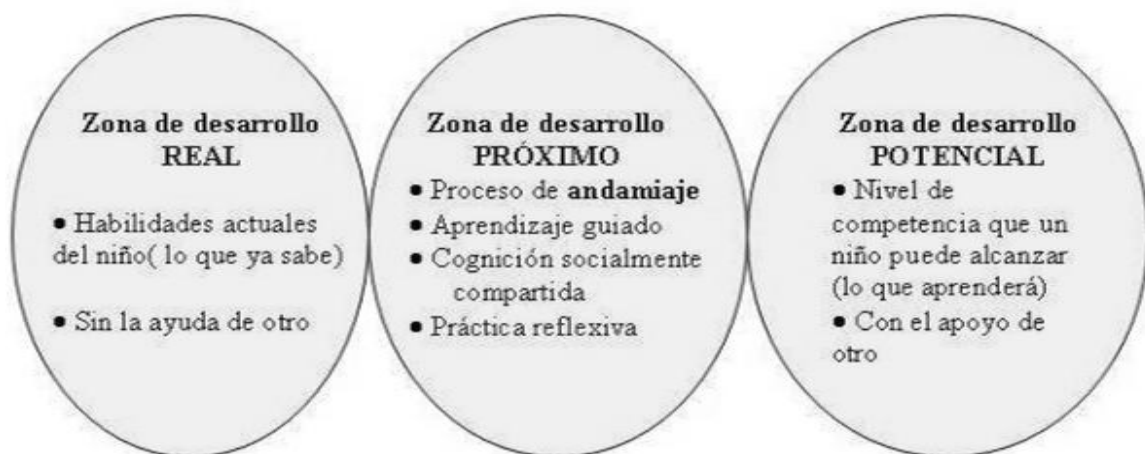 Zona de desarrollo
REAL
● Habilidades actuales
del niño( lo que ya sabe)
● Sin la ayuda de otro
Zona de desarrollo
PRÓXIMO
● Proceso de andamiaje
● Aprendizaje guiado
● Cognición socialmente
compartida
● Práctica reflexiva
Zona de desarrollo
POTENCIAL
● Nivel de
competencia que un
niño puede alcanzar
(lo que aprenderá)
● Con el apoyo de
otro